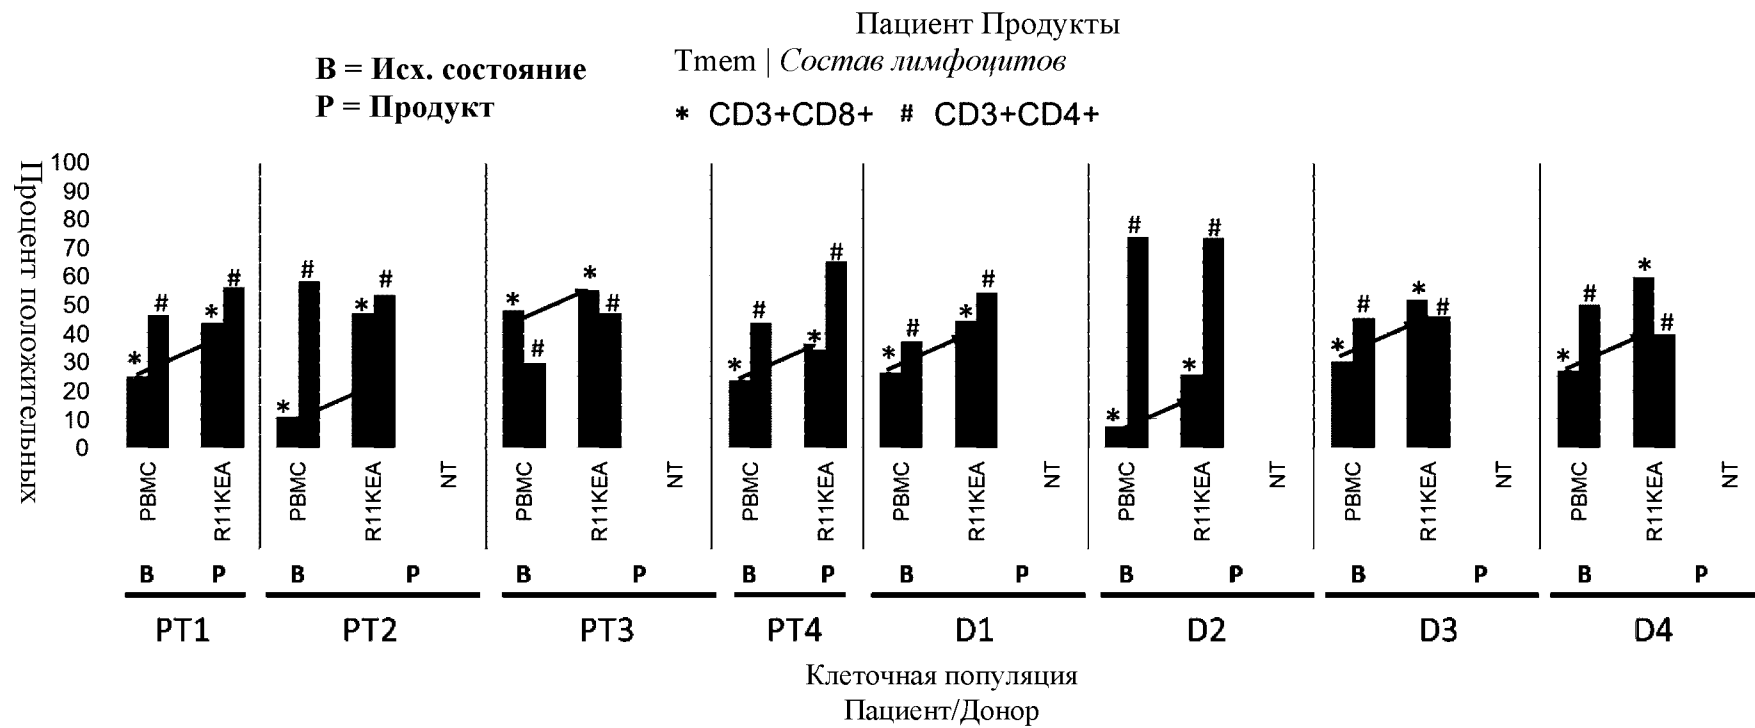 Пациент Продукты
B = Исх. состояние
P = Продукт
Tmem | Состав лимфоцитов
* CD3+CD8+ # CD3+CD4+
Процент положительных
100
90
80
70
60
50
40
30
20
10
0
* # * #
* # * #
* # * #
* # * #
* # * #
* # * #
* # * #
* # * #
PBMC R11KEA PBMC R11KEA NT PBMC R11KEA NT PBMC R11KEA PBMC R11KEA NT PBMC R11KEA NT PBMC R11KEA NT PBMC R11KEA NT
B P B P B P B P B P B P B P B P
PT1 PT2 PT3 PT4 D1 D2 D3 D4
Клеточная популяция
Пациент/Донор